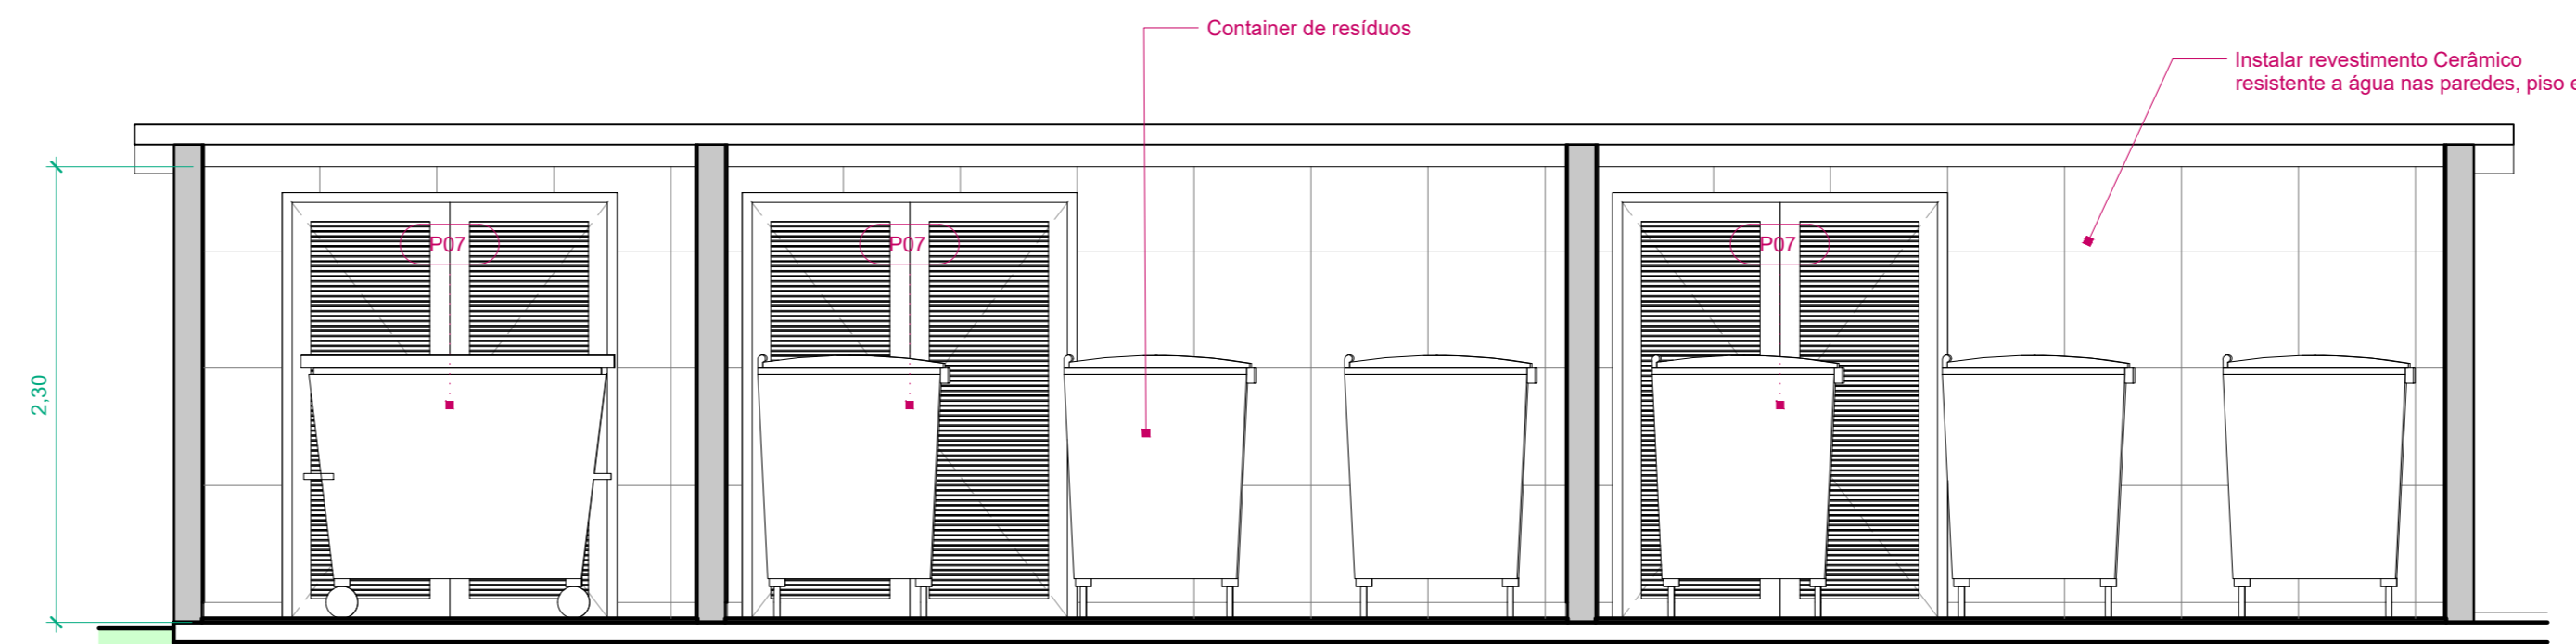 Container de resíduos
Instalar revestimento Cerâmico
resistente a água nas paredes, piso e
P07
P07
P07
2,30